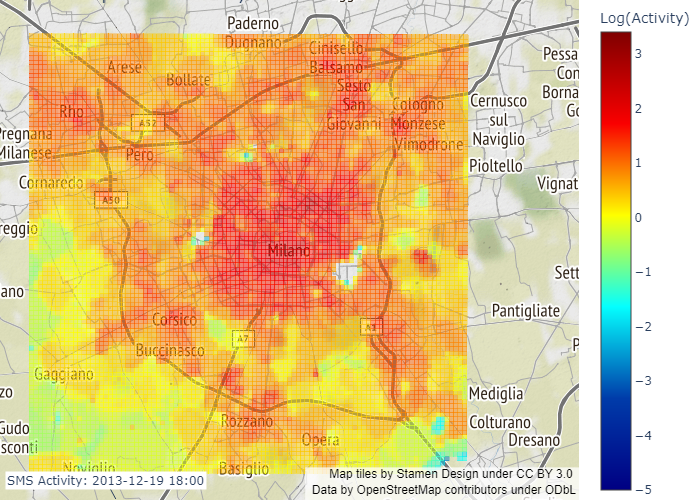 Log(Activity)
3
2
1
0
−1
−2
−3
−4
−5
Paderno
Dugnano
Cinisello
Balsamo
Arese
Bollate
Sesto
San
Giovanni
Rho
A52
Cologno
Monzese
Vimodrone
Cernusco
sul
Naviglio
Pessa
Borna
Pregnana
Milanese
Pero
Pioltello
Vignat
Cornaredo
A50
reggio
Milano
Sett
ano
Pantigliate
Corsico
A7
Buccinasco
Gaggiano
Mediglia
Colturano
Dresano
Rozzano
Opera
Gudo
sconti
Noviglio
Basiglio
SMS Activity: 2013-12-19 18:00
Map tiles by Stamen Design under CC BY 3.0
Data by OpenStreetMap contributors under ODbL